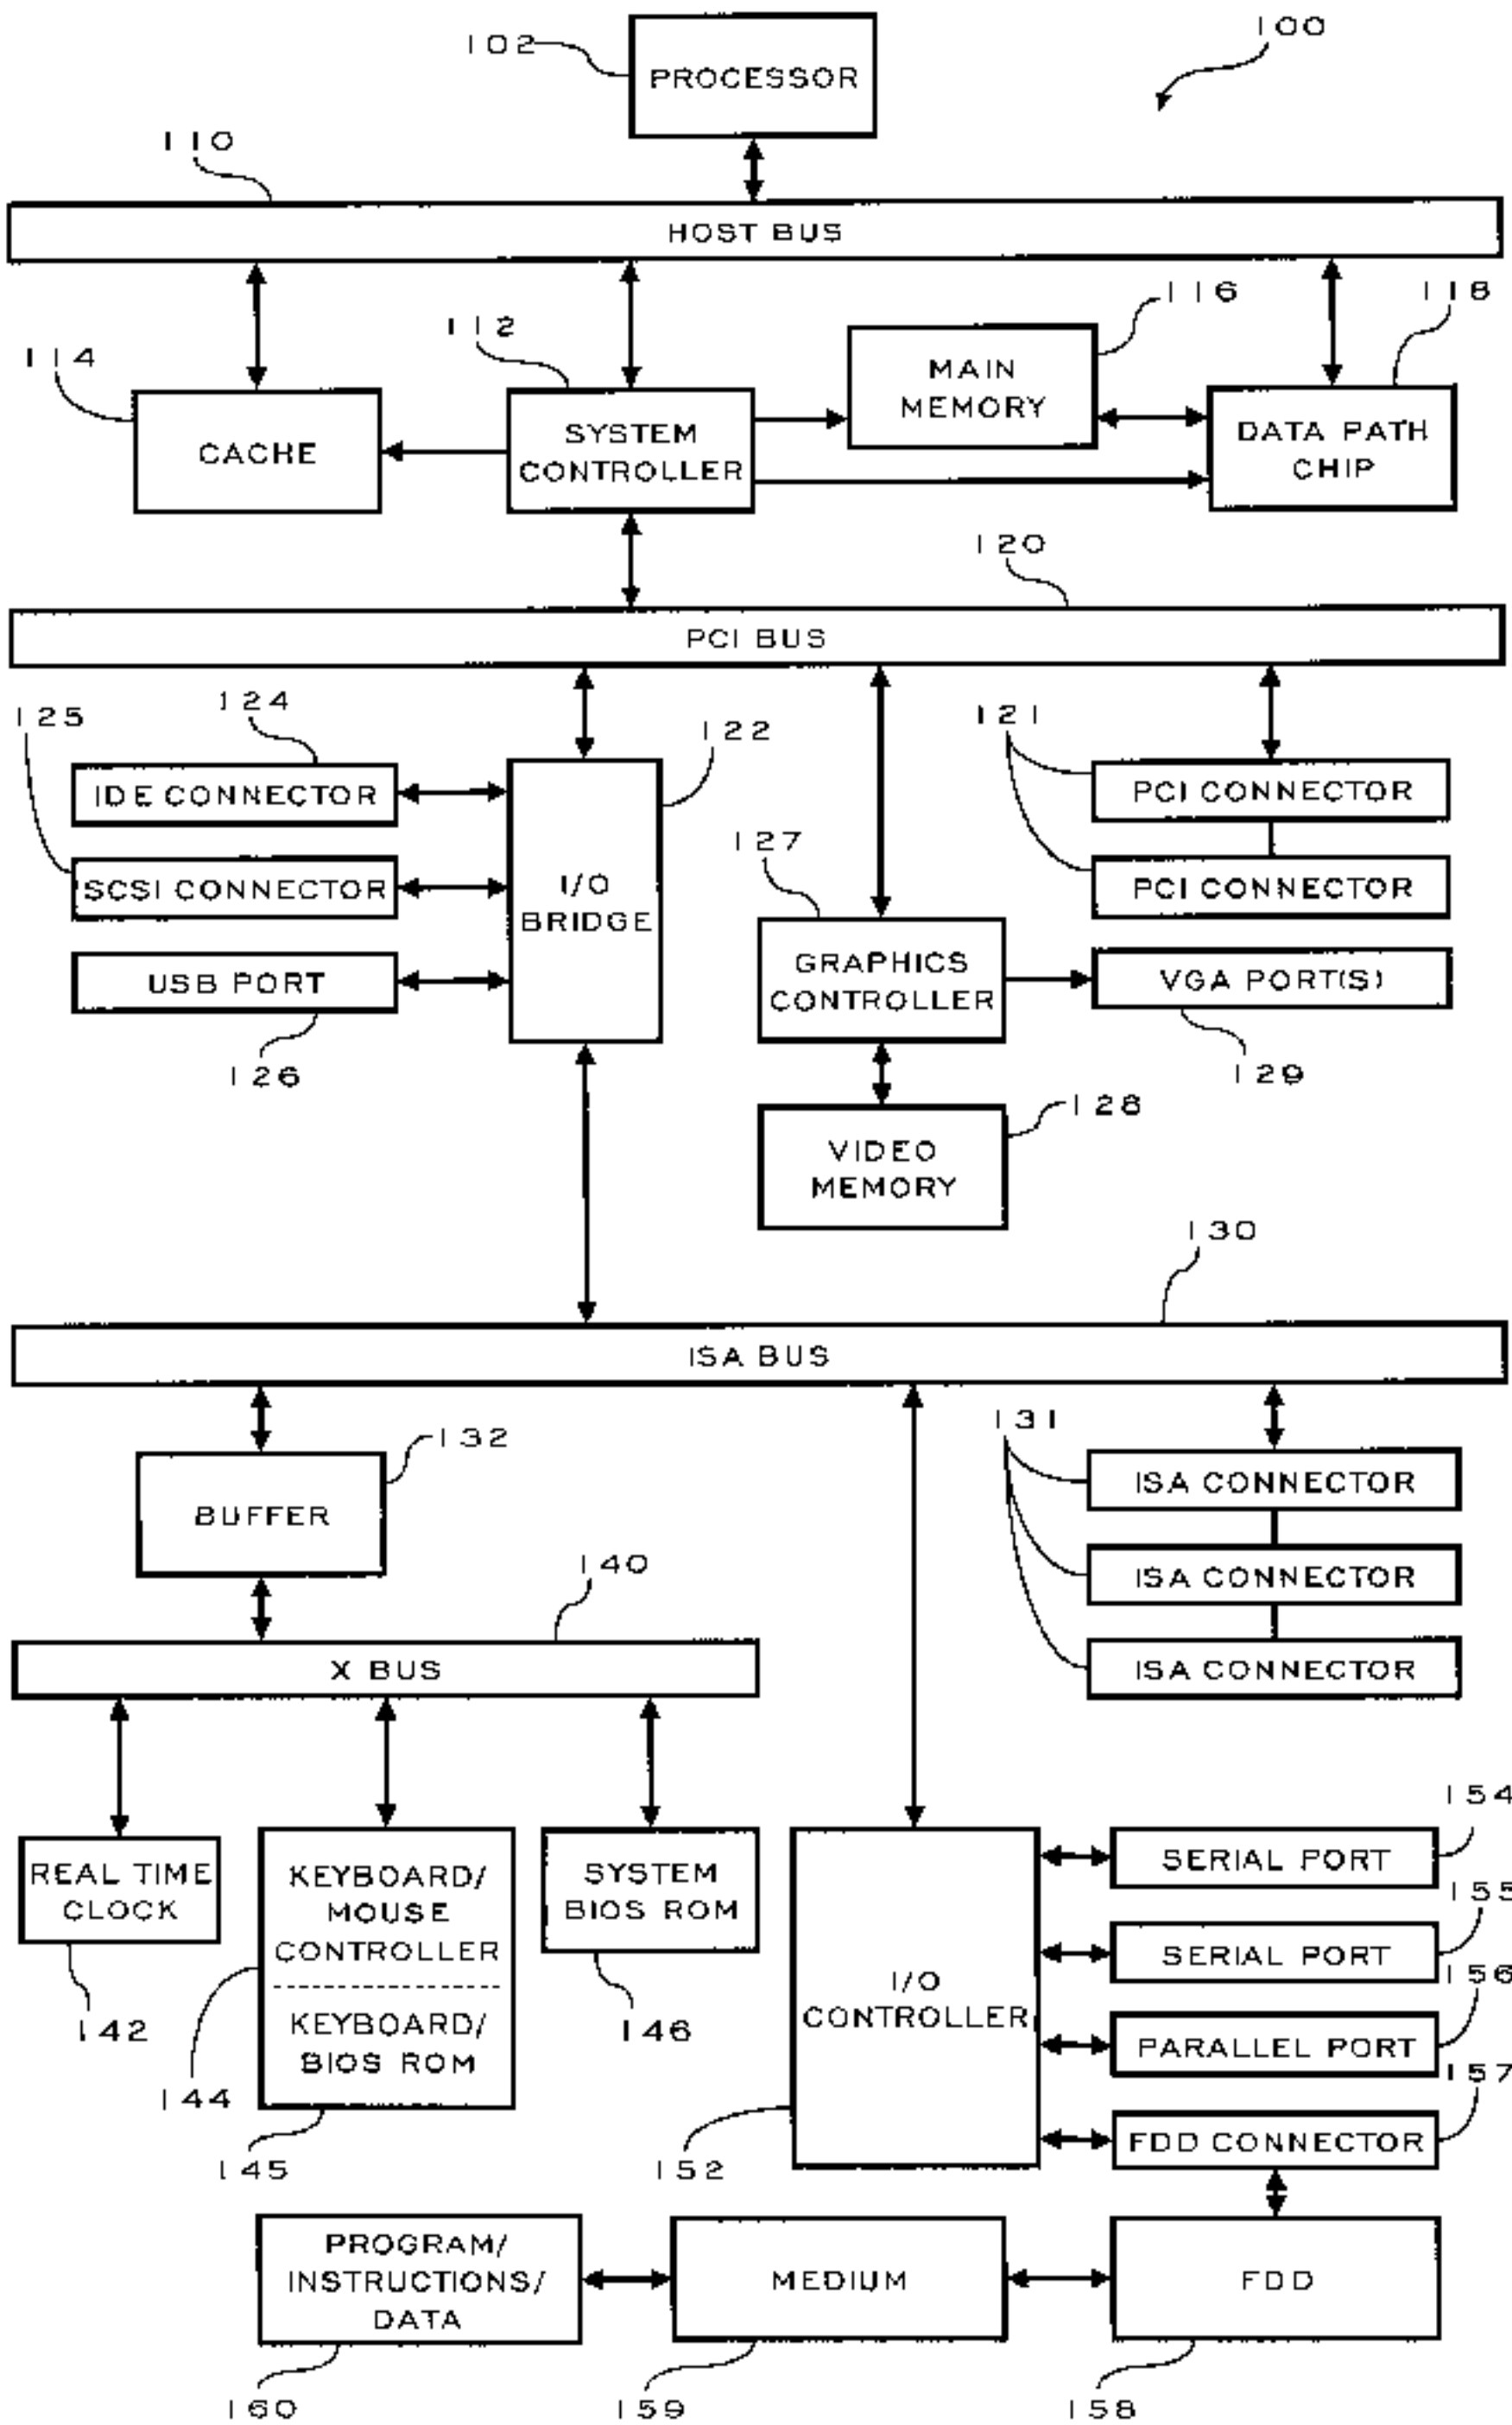 102
PROCESSOR
100
110
HOST BUS
112
116
118
114
CACHE
SYSTEM
CONTROLLER
MAIN
MEMORY
DATA PATH
CHIP
120
PCI BUS
125
124
122
121
IDE CONNECTOR
PCI CONNECTOR
127
SCSI CONNECTOR
I/O
BRIDGE
PCI CONNECTOR
USB PORT
GRAPHICS
CONTROLLER
VGA PORT(S)
126
129
128
VIDEO
MEMORY
130
ISA BUS
132
131
BUFFER
ISA CONNECTOR
140
ISA CONNECTOR
X BUS
ISA CONNECTOR
154
REAL TIME
CLOCK
KEYBOARD/
MOUSE
CONTROLLER
SYSTEM
BIOS ROM
SERIAL PORT
155
SERIAL PORT
I/O
CONTROLLER
156
142
KEYBOARD/
BIOS ROM
146
PARALLEL PORT
144
157
FDD CONNECTOR
145
152
PROGRAM/
INSTRUCTIONS/
DATA
MEDIUM
FDD
160
159
158